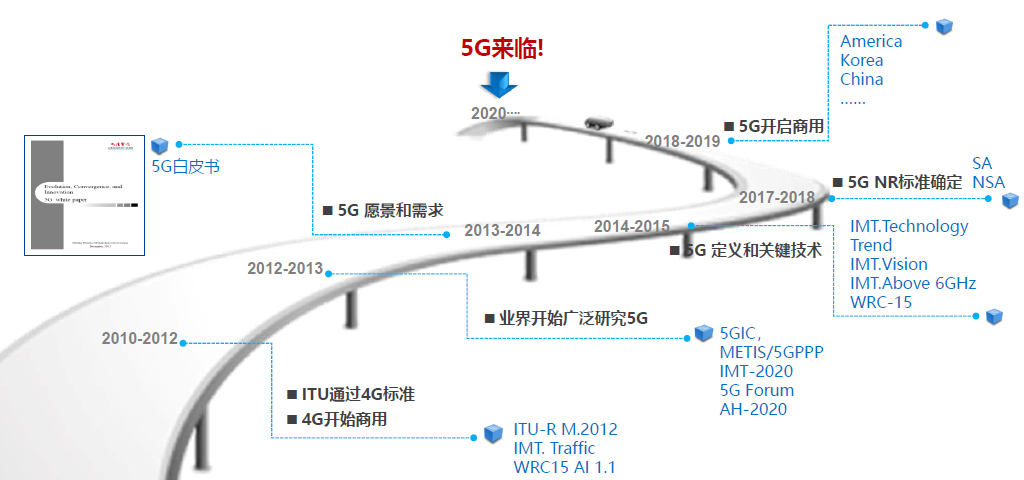 5G来临!
2020····
America
Korea
China
……
2018-2019
■ 5G开启商用
5G白皮书
Evolution, Convergence, and
Innovation
5G white paper
■ 5G 愿景和需求
2013-2014
2014-2015
2017-2018
■ 5G NR标准确定
SA
NSA
■ 5G 定义和关键技术
IMT.Technology
Trend
IMT.Vision
IMT.Above 6GHz
WRC-15
2012-2013
■ 业界开始广泛研究5G
5GIC，
METIS/5GPPP
IMT-2020
5G Forum
AH-2020
2010-2012
■ ITU通过4G标准
■ 4G开始商用
ITU-R M.2012
IMT. Traffic
WRC15 AI 1.1